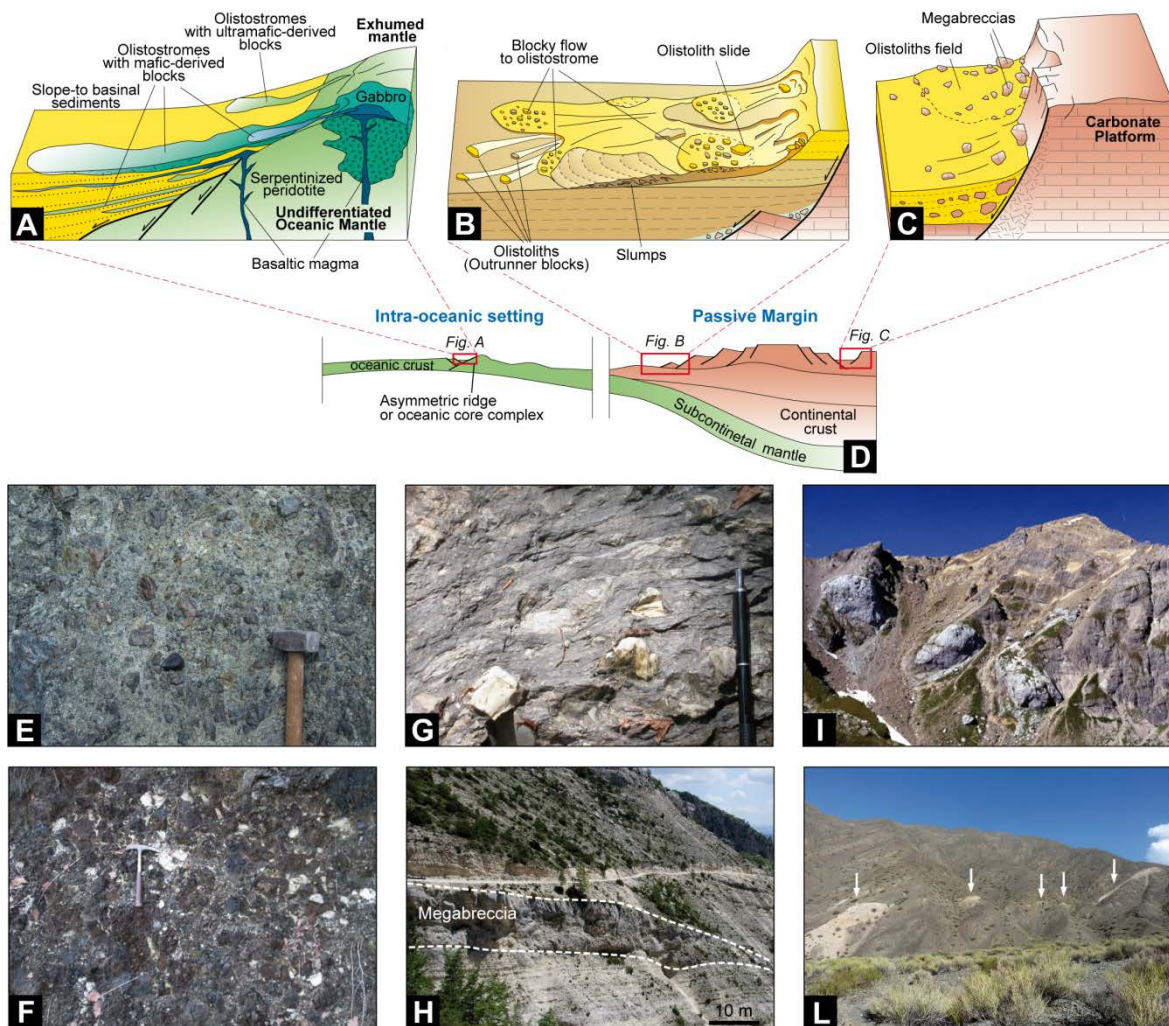 Olistostromes
with ultramafic-derived
blocks
Exhumed
mantle
Olistostromes
with mafic-derived
blocks
Slope-to basinal
sediments
Gabbro
Serpentinized
peridotite
Undifferentiated
Oceanic Mantle
Basaltic magma
A
Blocky flow
to olistostrome
Olistolith slide
B
Olistoliths
(Outrunner blocks)
Slumps
Megabreccias
Olistoliths field
Carbonate
Platform
C
Intra-oceanic setting
Passive Margin
Fig. A
Fig. B
Fig. C
oceanic crust
Asymmetric ridge
or oceanic core complex
Subcontinetal mantle
Continental
crust
D
E
G
I
F
Megabreccia
10 m
H
L